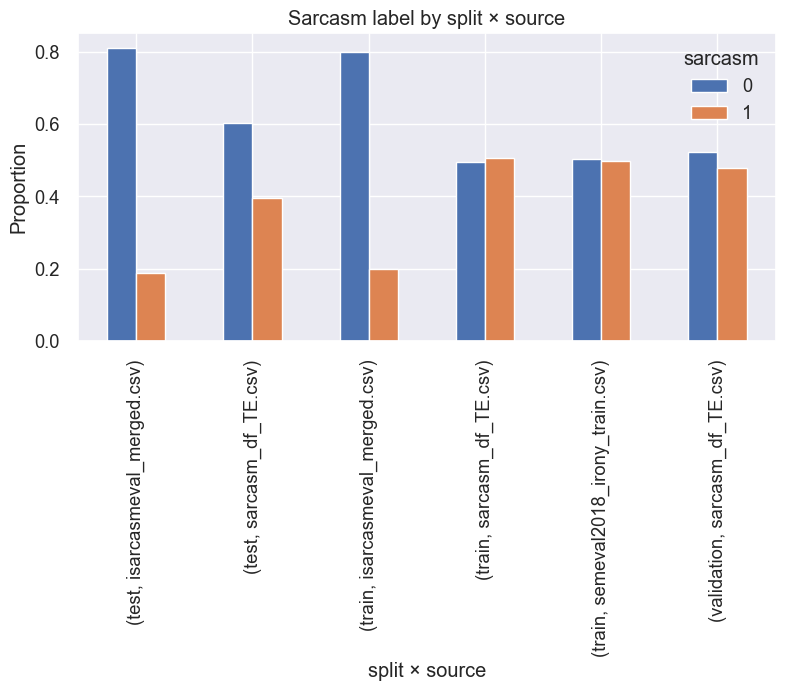 Sarcasm label by split × source
Proportion
0.8
0.6
0.4
0.2
0.0
sarcasm
0
1
(test, isarcasmeval_merged.csv)
(test, sarcasm_df_TE.csv)
(train, isarcasmeval_merged.csv)
(train, sarcasm_df_TE.csv)
(train, semeval2018_irony_train.csv)
(validation, sarcasm_df_TE.csv)
split × source